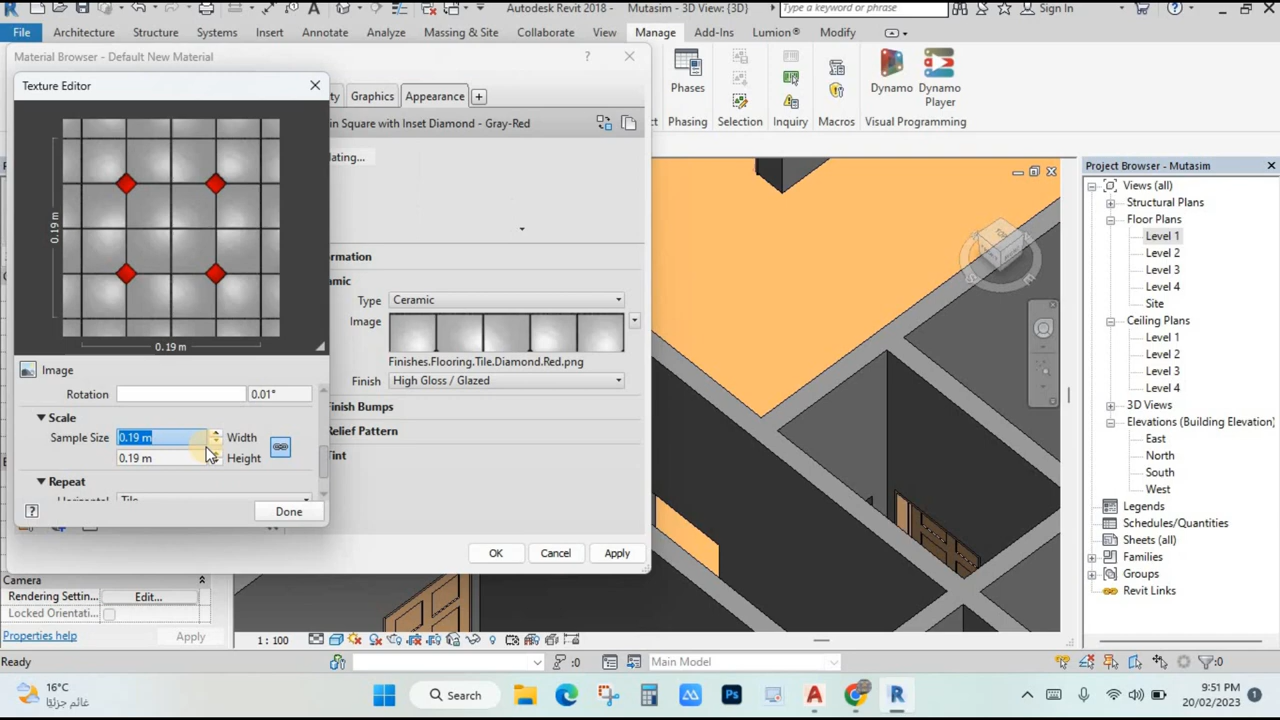 Autodesk Revit 2018 - Mutasim - 3D View: {3D}
Type a keyword or phrase
Sign In
File Architecture Structure Systems Insert Annotate Analyze Massing & Site Collaborate View Manage Add-Ins Lumion® Modify
Material Browser - Default New Material
?
Texture Editor
Graphics Appearance
in Square with Inset Diamond - Gray-Red
Phases
Dynamo
Dynamo Player
Phasing Selection Inquiry Macros Visual Programming
0.19 m
0.19 m
Type Ceramic
Image
Finishes.Flooring.Tile.Diamond.Red.png
Finish High Gloss / Glazed
Image
Rotation 0.01°
Scale
Sample Size 0.19 m Width
0.19 m Height
Repeat
Horizontal Tile
? Done
OK Cancel Apply
Camera
Rendering Settin... Edit...
Locked Orientati...
Properties help Apply
1 : 100
Ready
:0
Main Model
:0
Project Browser - Mutasim
Views (all)
Structural Plans
Floor Plans
Level 1
Level 2
Level 3
Level 4
Site
Ceiling Plans
Level 1
Level 2
Level 3
Level 4
3D Views
Elevations (Building Elevation)
East
North
South
West
Legends
Schedules/Quantities
Sheets (all)
Families
Groups
Revit Links
16°C
غائم جزئيًا
Search
9:51 PM
20/02/2023